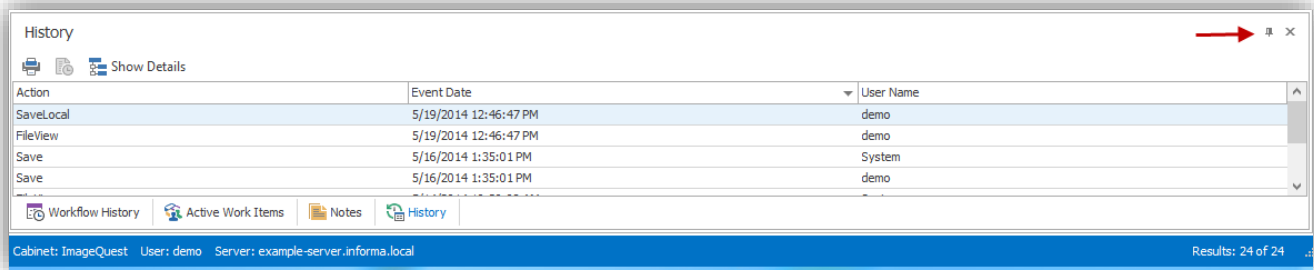 History
Show Details
Action Event Date User Name
SaveLocal 5/19/2014 12:46:47 PM demo
FileView 5/19/2014 12:46:47 PM demo
Save 5/16/2014 1:35:01 PM System
Save 5/16/2014 1:35:01 PM demo
Workflow History Active Work Items Notes History
Cabinet: ImageQuest User: demo Server: example-server.informa.local Results: 24 of 24